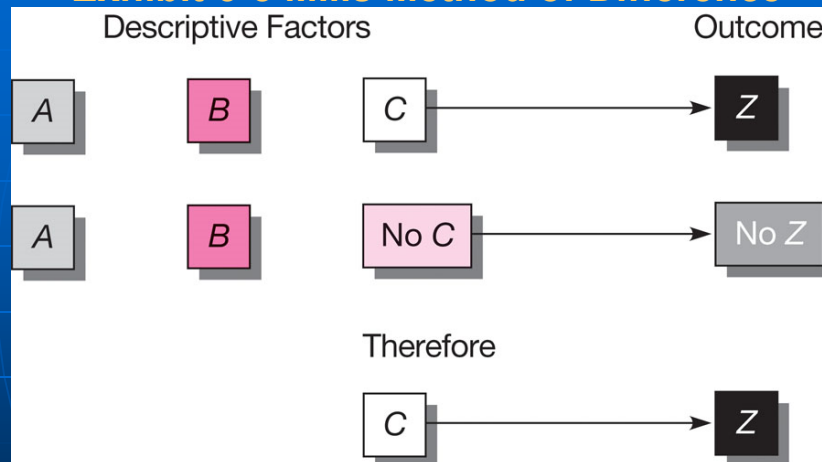 Descriptive Factors Outcome
A B C Z
A B No C No Z
Therefore
C Z